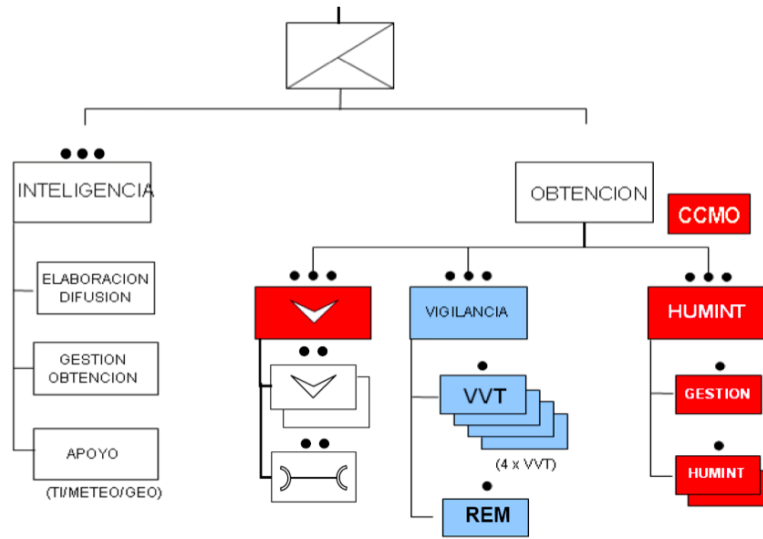 INTELIGENCIA
OBTENCION
CCMO
ELABORACION
DIFUSION
GESTION
OBTENCION
APOYO
(TI/METEO/GEO)
VIGILANCIA
VVT
(4 x VVT)
REM
HUMINT
GESTION
HUMINT